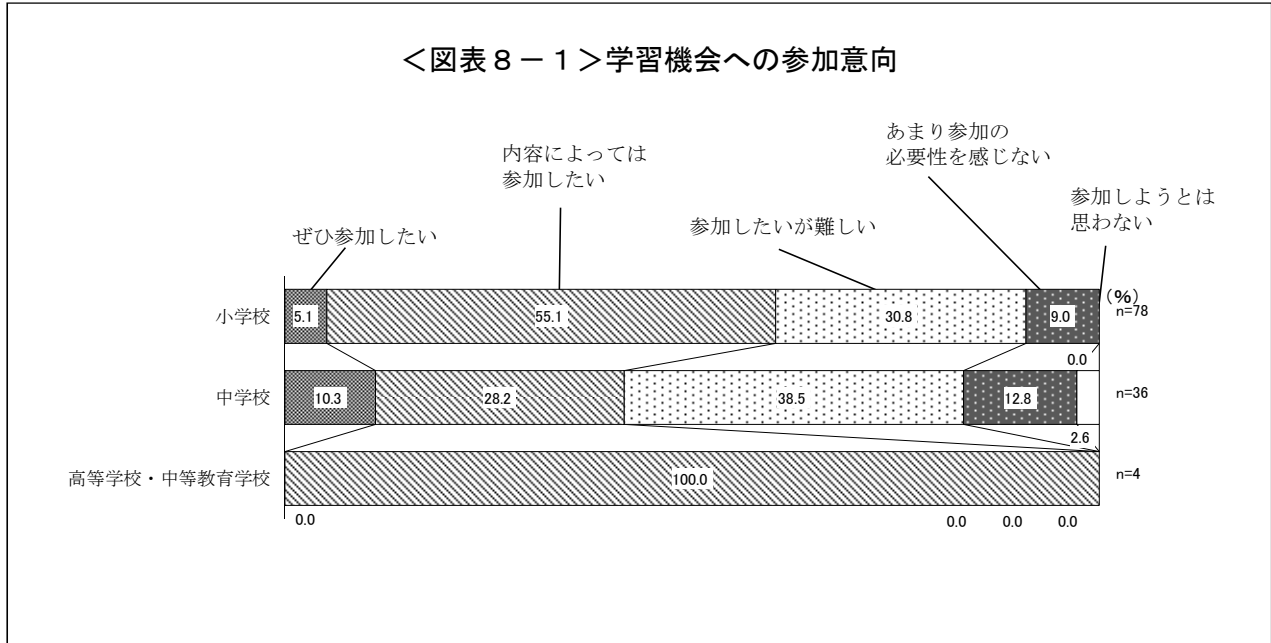 ＜図表８－１＞学習機会への参加意向
あまり参加の
必要性を感じない
内容によっては
参加したい
参加しようとは
思わない
参加したいが難しい
ぜひ参加したい
(%)
小学校
5.1
55.1
30.8
9.0
n=78
0.0
中学校
10.3
28.2
38.5
12.8
n=36
2.6
高等学校・中等教育学校
100.0
n=4
0.0
0.0
0.0
0.0